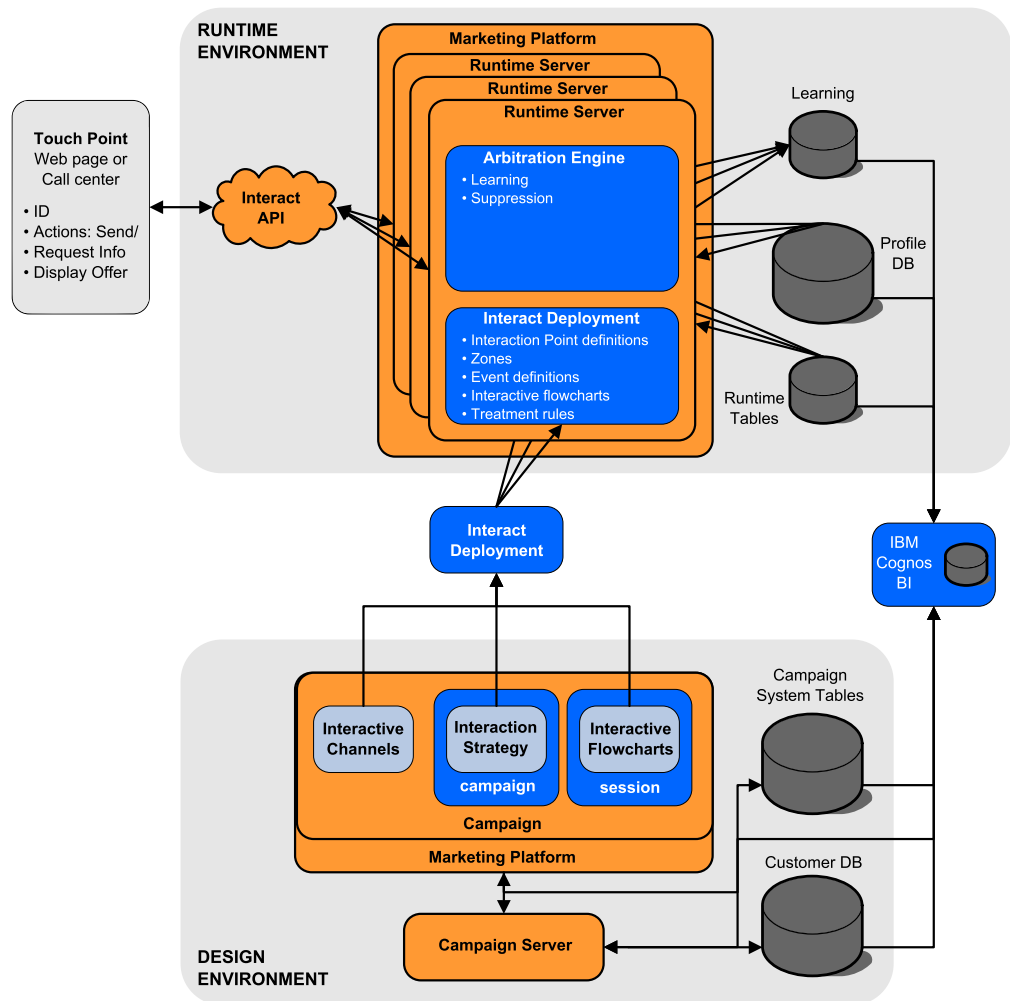 RUNTIME
ENVIRONMENT
Marketing Platform
Runtime Server
Runtime Server
Runtime Server
Touch Point
Web page or
Call center
• ID
• Actions: Send/
• Request Info
• Display Offer
Interact
API
Arbitration Engine
• Learning
• Suppression
Interact Deployment
• Interaction Point definitions
• Zones
• Event definitions
• Interactive flowcharts
• Treatment rules
Learning
Profile
DB
Runtime
Tables
Interact
Deployment
IBM
Cognos
BI
Interactive
Channels
Interaction
Strategy
campaign
Interactive
Flowcharts
session
Campaign
Marketing Platform
Campaign
System Tables
Customer DB
Campaign Server
DESIGN
ENVIRONMENT